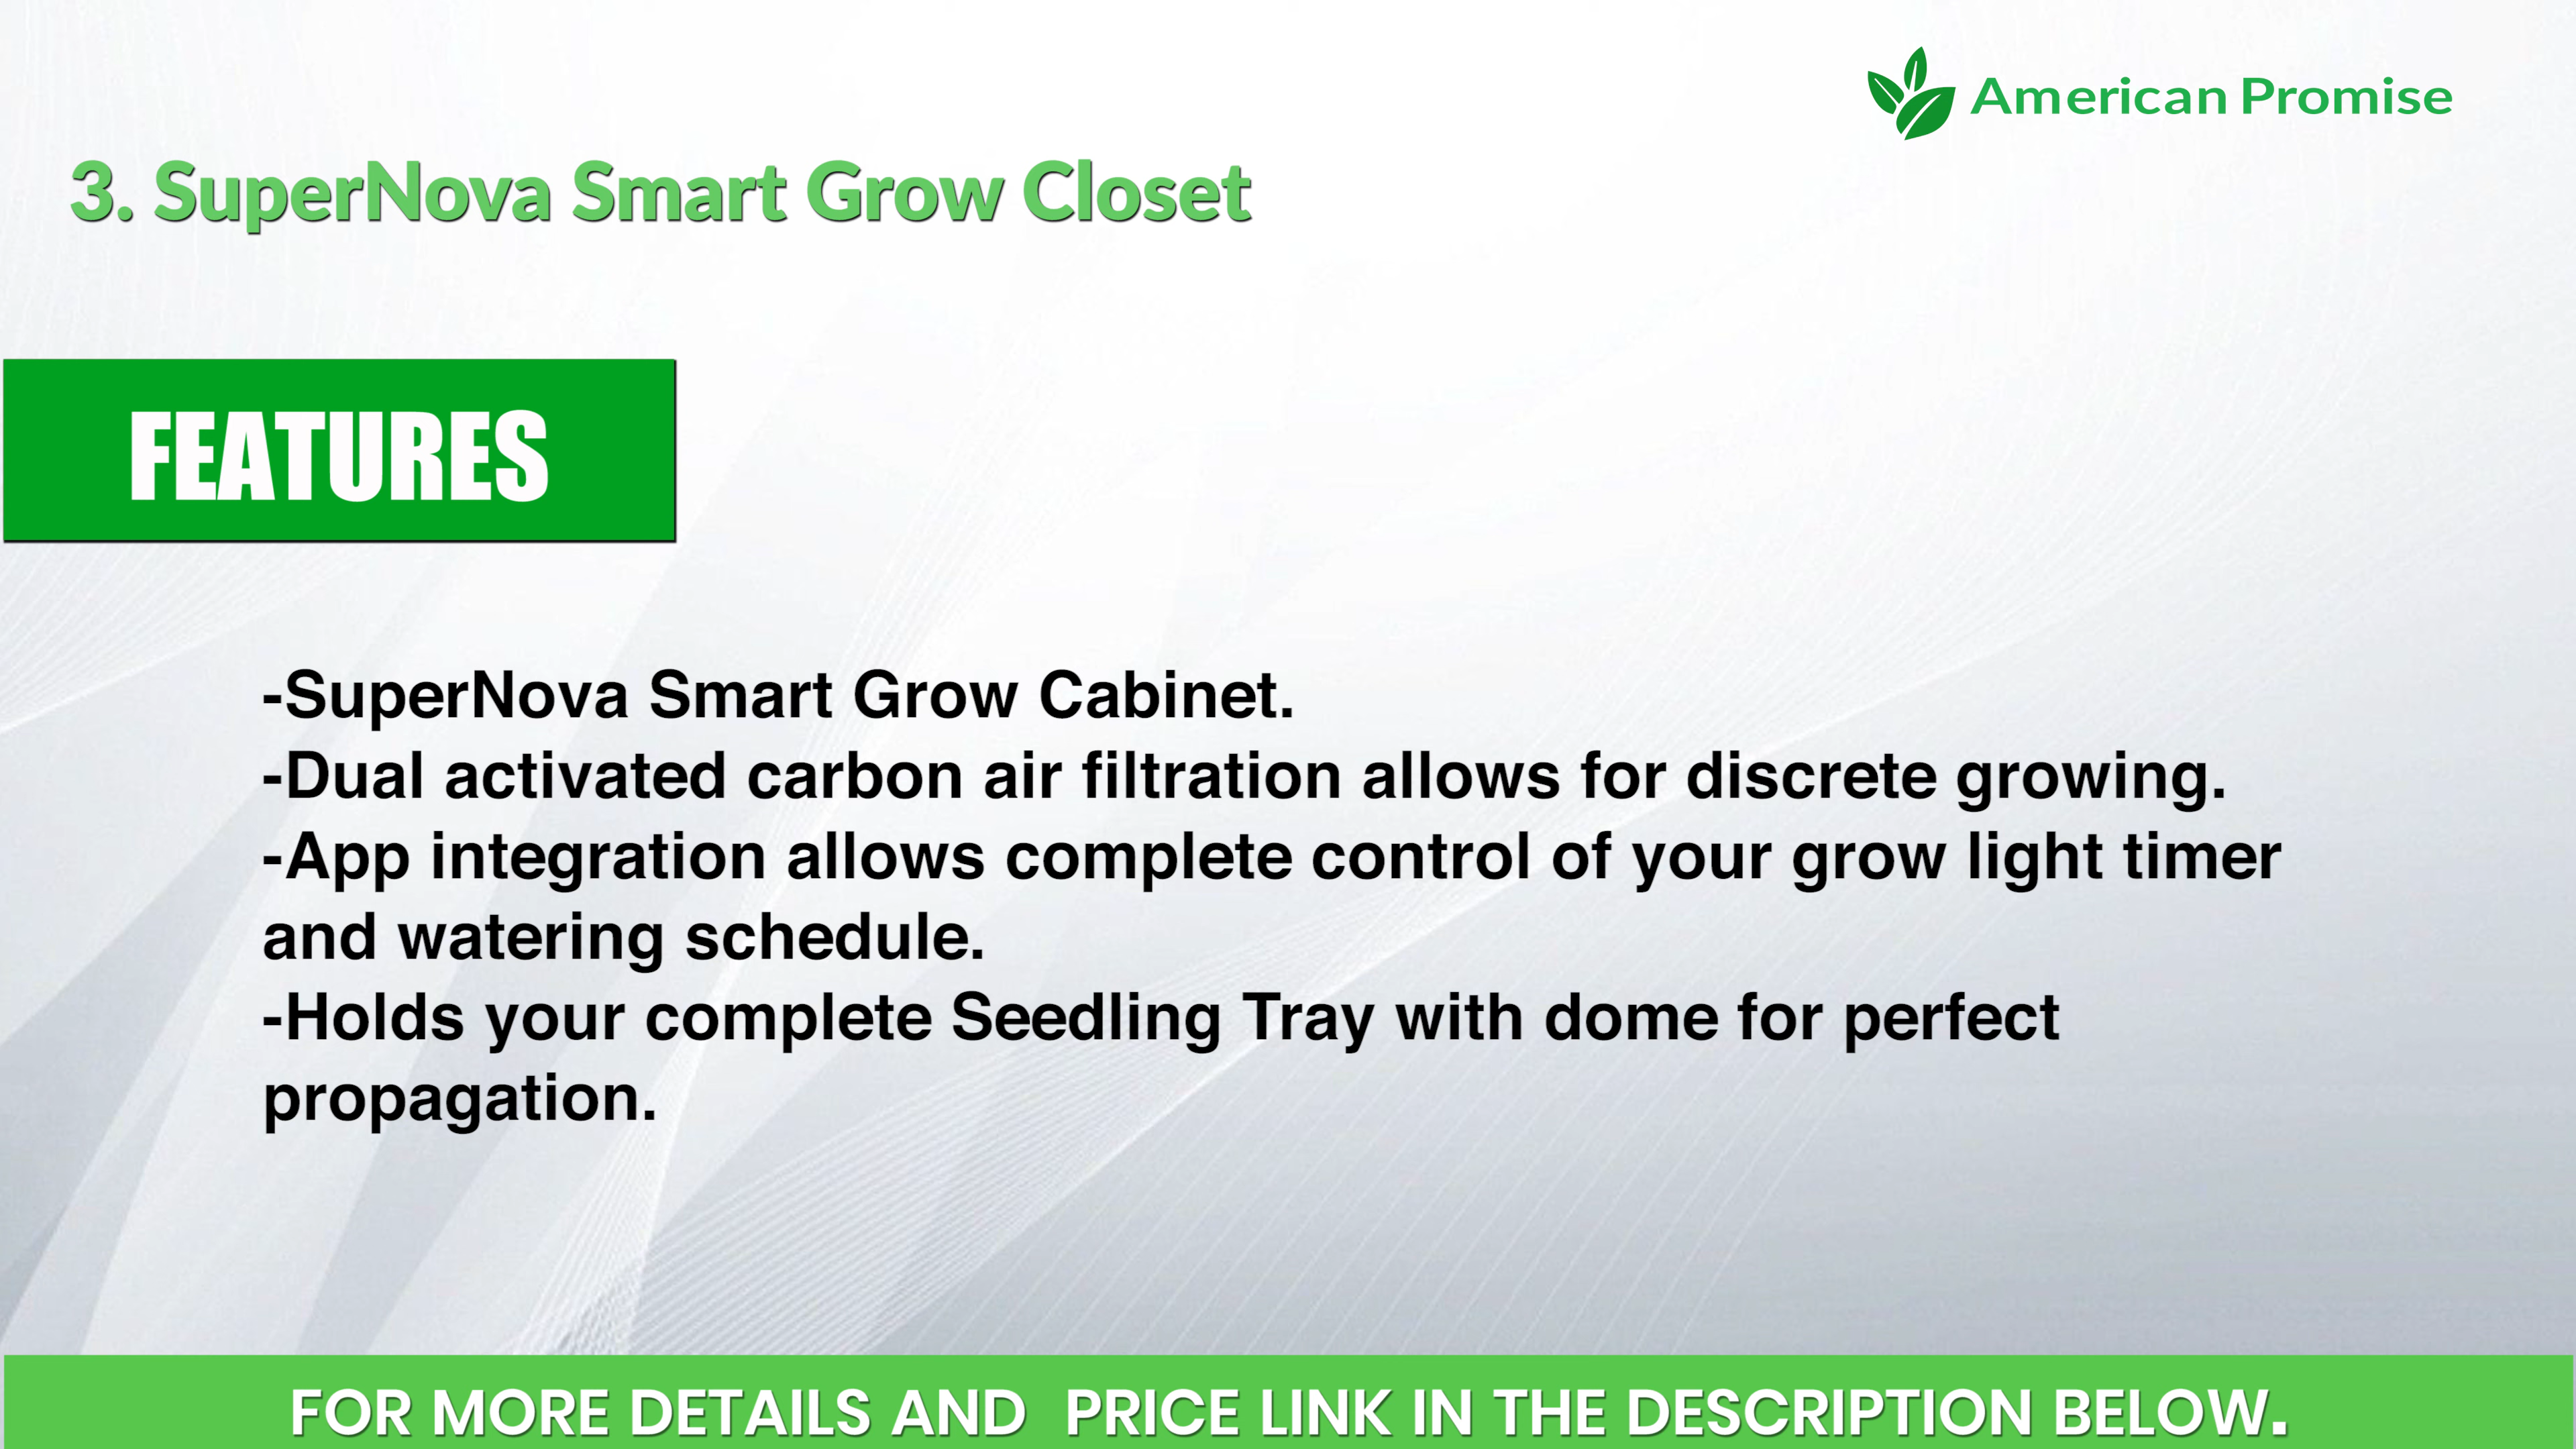 American Promise
3. SuperNova Smart Grow Closet
FEATURES
-SuperNova Smart Grow Cabinet.
-Dual activated carbon air filtration allows for discrete growing.
-App integration allows complete control of your grow light timer
and watering schedule.
-Holds your complete Seedling Tray with dome for perfect
propagation.
FOR MORE DETAILS AND  PRICE LINK IN THE DESCRIPTION BELOW.